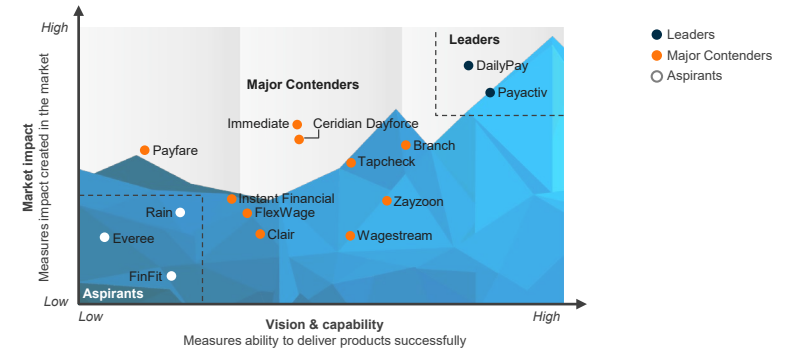 High
Leaders
DailyPay
Payactiv
Major Contenders
Immediate
Ceridian Dayforce
Payfare
Branch
Tapcheck
Instant Financial
FlexWage
Zayzoon
Rain
Everee
Clair
Wagestream
FinFit
Aspirants
Low
Market impact
Measures impact created in the market
Low
High
Vision & capability
Measures ability to deliver products successfully
Leaders
Major Contenders
Aspirants